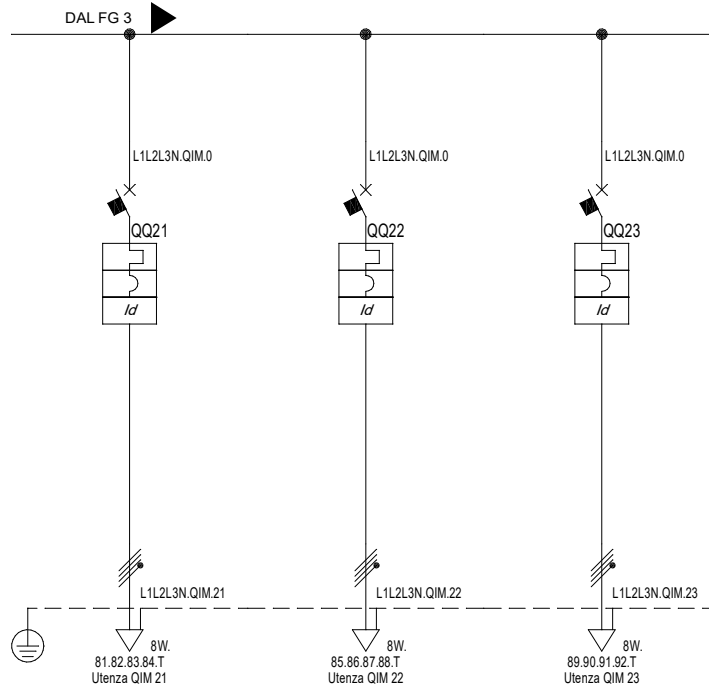 DAL FG 3
L1L2L3N.QIM.0
L1L2L3N.QIM.0
L1L2L3N.QIM.0
QQ21
QQ22
QQ23
Id
Id
Id
L1L2L3N.QIM.21
L1L2L3N.QIM.22
L1L2L3N.QIM.23
8W.
8W.
8W.
81.82.83.84.T
85.86.87.88.T
89.90.91.92.T
Utenza QIM 21
Utenza QIM 22
Utenza QIM 23